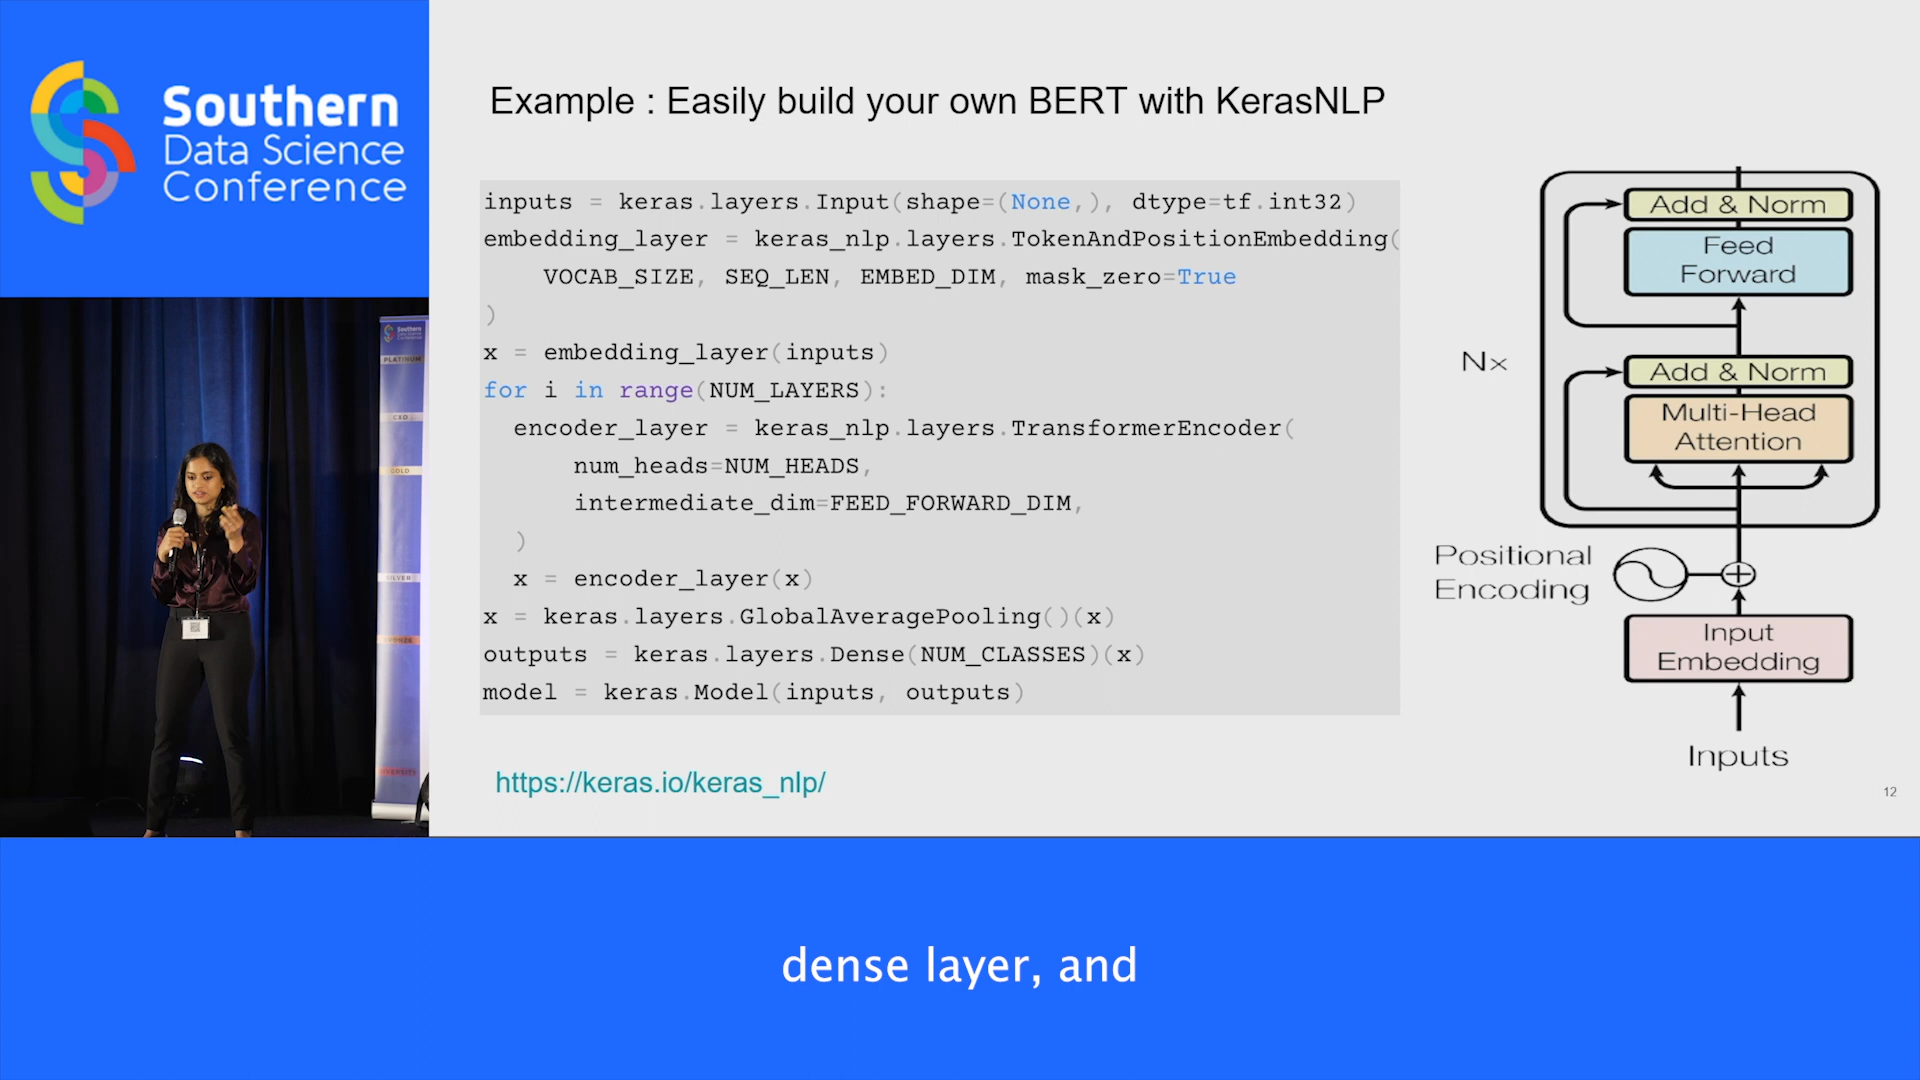 Southern
Data Science
Conference
PLATINUM
GOLD
SILVER
BRONZE
Example : Easily build your own BERT with KerasNLP
inputs = keras.layers.Input(shape=(None,), dtype=tf.int32)
embedding_layer = keras_nlp.layers.TokenAndPositionEmbedding(
    VOCAB_SIZE, SEQ_LEN, EMBED_DIM, mask_zero=True
)
x = embedding_layer(inputs)
for i in range(NUM_LAYERS):
  encoder_layer = keras_nlp.layers.TransformerEncoder(
      num_heads=NUM_HEADS,
      intermediate_dim=FEED_FORWARD_DIM,
  )
  x = encoder_layer(x)
x = keras.layers.GlobalAveragePooling()(x)
outputs = keras.layers.Dense(NUM_CLASSES)(x)
model = keras.Model(inputs, outputs)
https://keras.io/keras_nlp/
Add & Norm
Feed
Forward
Nx
Add & Norm
Multi-Head
Attention
Positional
Encoding
Input
Embedding
Inputs
12
dense layer, and